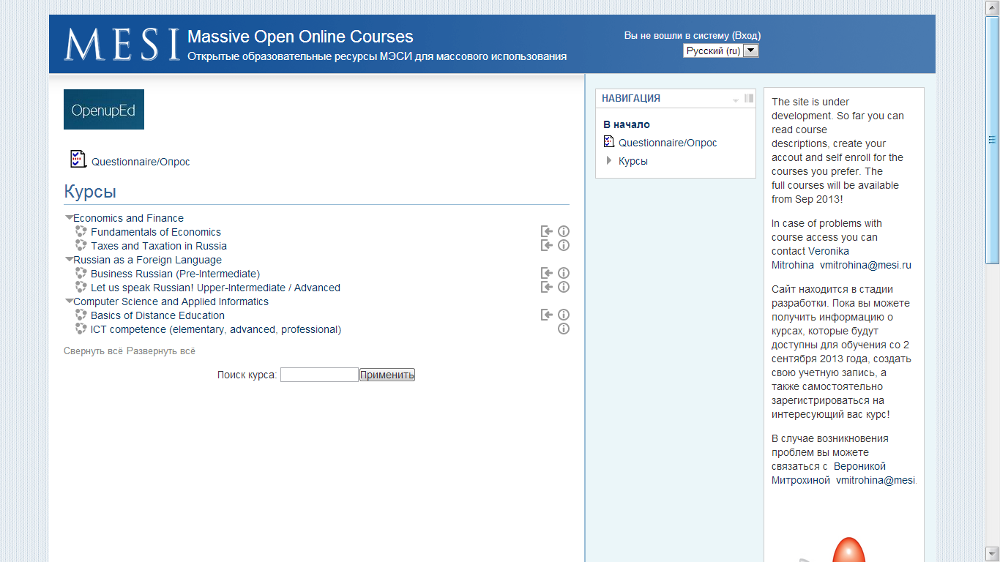 MESI Massive Open Online Courses
Открытые образовательные ресурсы МЭСИ для массового использования
Вы не вошли в систему (Вход)
Русский (ru)
OpenupEd
Questionnaire/Опрос
Курсы
Economics and Finance
Fundamentals of Economics
Taxes and Taxation in Russia
Russian as a Foreign Language
Business Russian (Pre-Intermediate)
Let us speak Russian! Upper-Intermediate / Advanced
Computer Science and Applied Informatics
Basics of Distance Education
ICT competence (elementary, advanced, professional)
Свернуть всё Развернуть всё
Поиск курса: Применить
НАВИГАЦИЯ
В начало
Questionnaire/Опрос
Курсы
The site is under
development. So far you can
read course
descriptions, create your
accout and self enroll for the
courses you prefer. The
full courses will be available
from Sep 2013!
In case of problems with
course access you can
contact Veronika
Mitrohina vmitrohina@mesi.ru
Сайт находится в стадии
разработки. Пока вы можете
получить информацию о
курсах, которые будут
доступны для обучения со 2
сентября 2013 года, создать
свою учетную запись, а
также самостоятельно
зарегистрироваться на
интересующий вас курс!
В случае возникновения
проблем вы можете
связаться с Вероникой
Митрохиной vmitrohina@mesi.